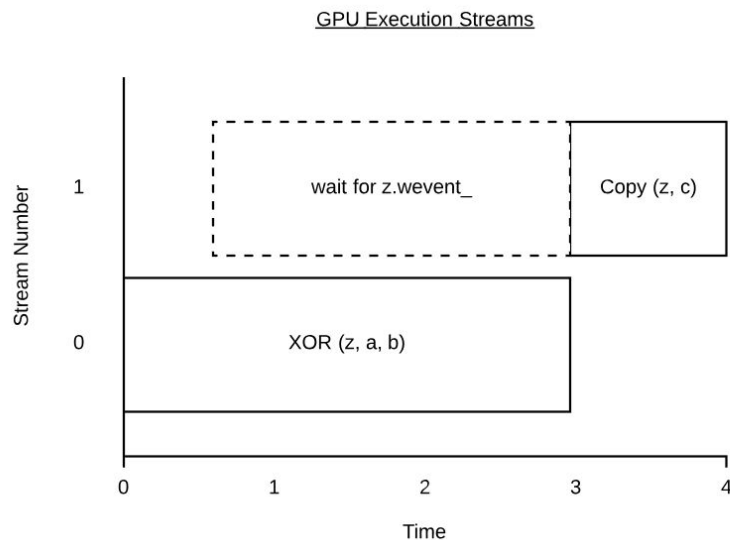 GPU Execution Streams
Stream Number
1
wait for z.wevent_
Copy (z, c)
0
XOR (z, a, b)
0
1
2
3
4
Time